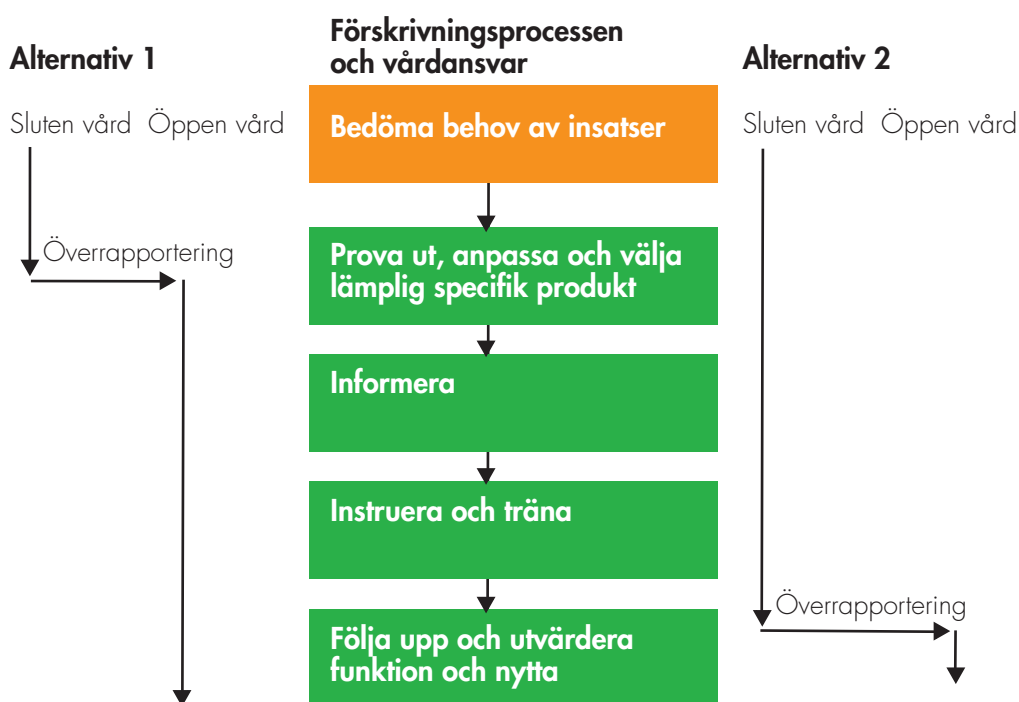 Alternativ 1
Sluten vård Öppen vård
Överrapportering
Förskrivningsprocessen
och vårdansvar
Bedöma behov av insatser
Prova ut, anpassa och välja
lämplig specifik produkt
Informera
Instruera och träna
Följa upp och utvärdera
funktion och nytta
Alternativ 2
Sluten vård Öppen vård
Överrapportering